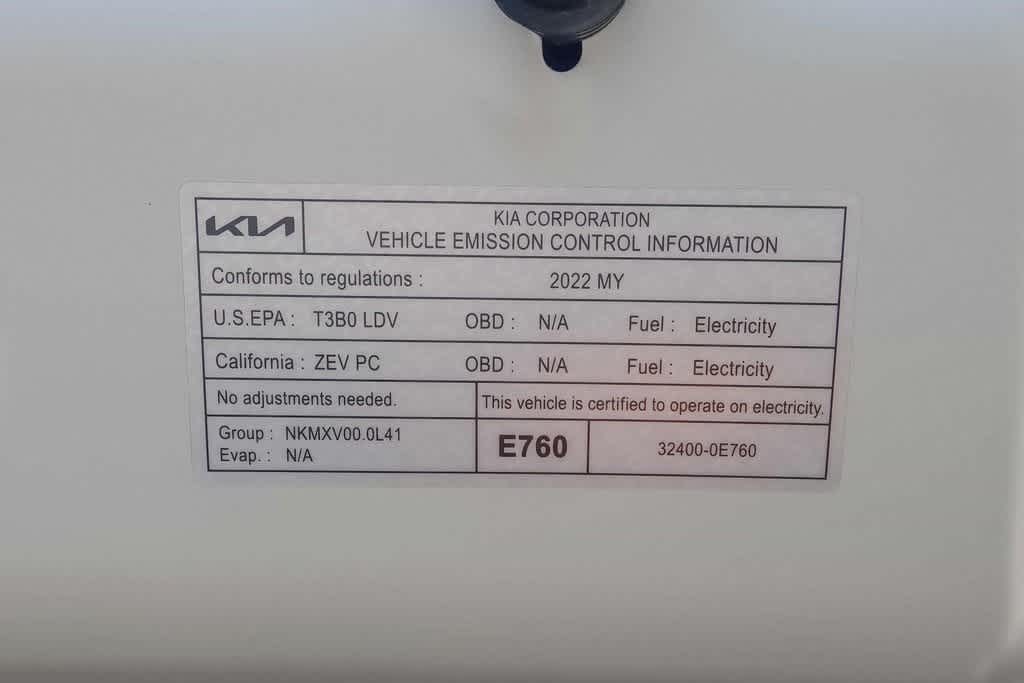 KIA
KIA CORPORATION
VEHICLE EMISSION CONTROL INFORMATION
Conforms to regulations : 2022 MY
U.S.EPA : T3B0 LDV OBD : N/A Fuel : Electricity
California : ZEV PC OBD : N/A Fuel : Electricity
No adjustments needed. This vehicle is certified to operate on electricity.
Group : NKMXV00.0L41
Evap. : N/A
E760
32400-0E760